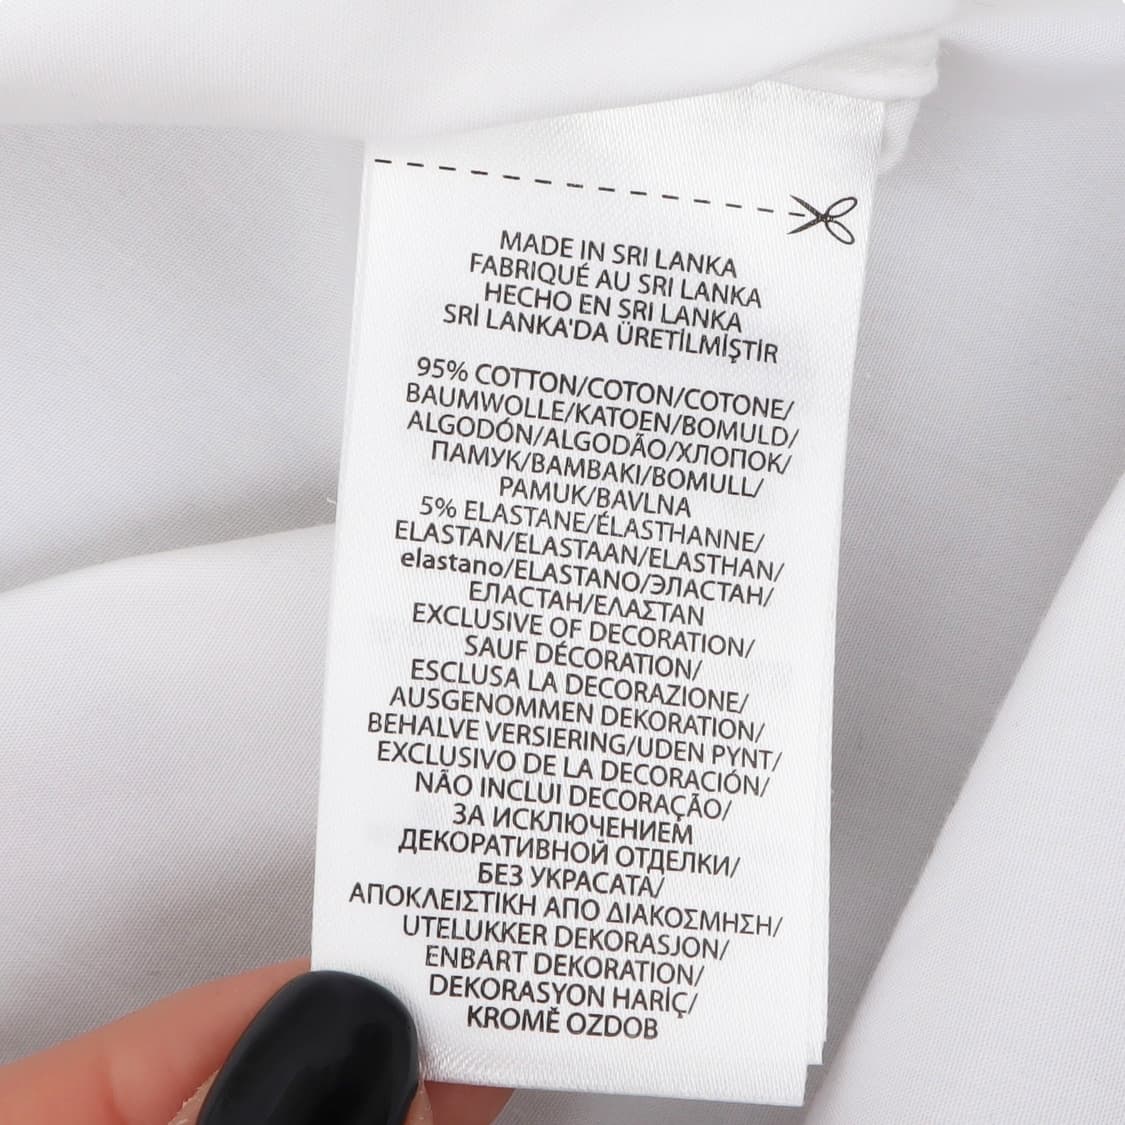 MADE IN SRI LANKA
FABRIQUÉ AU SRI LANKA
HECHO EN SRI LANKA
SRİ LANKA'DA ÜRETİLMİŞTİR
95% COTTON/COTON/COTONE/
BAUMWOLLE/KATOEN/BOMULD/
ALGODÓN/ALGODÃO/ХЛОПОК/
ПАМУК/BAMBAKI/BOMULL/
PAMUK/BAVLNA
5% ELASTANE/ÉLASTHANNE/
ELASTAN/ELASTAAN/ELASTHAN/
elastano/ELASTANO/ЭЛАСТАН/
ЕЛАСТАН/ΕΛΑΣΤΑΝ
EXCLUSIVE OF DECORATION/
SAUF DÉCORATION/
ESCLUSA LA DECORAZIONE/
AUSGENOMMEN DEKORATION/
BEHALVE VERSIERING/UDEN PYNT/
EXCLUSIVO DE LA DECORACIÓN/
NÃO INCLUI DECORAÇÃO/
ЗА ИСКЛЮЧЕНИЕМ
ДЕКОРАТИВНОЙ ОТДЕЛКИ/
БЕЗ УКРАСАТА/
ΑΠΟΚΛΕΙΣΤΙΚΗ ΑΠΟ ΔΙΑΚΟΣΜΗΣΗ/
UTELUKKER DEKORASJON/
ENBART DEKORATION/
DEKORASYON HARİÇ/
KROMĚ OZDOB